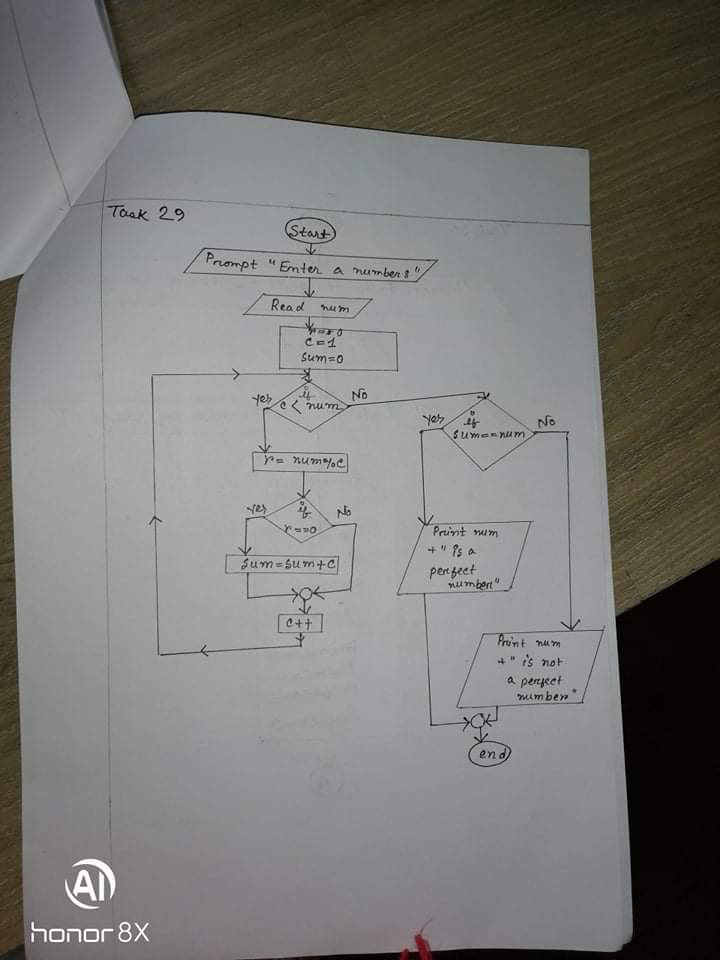 Task 29
Start
Prompt "Enter a numbers"
Read num
r=0
c=1
sum=0
if
c < num
Yes
No
r= num%c
if
r==0
Yes
No
sum=sum+c
c++
if
sum==num
Yes
No
Print num
+" is a
perfect
number"
Print num
+" is not
a perfect
number"
end
AI
honor 8X